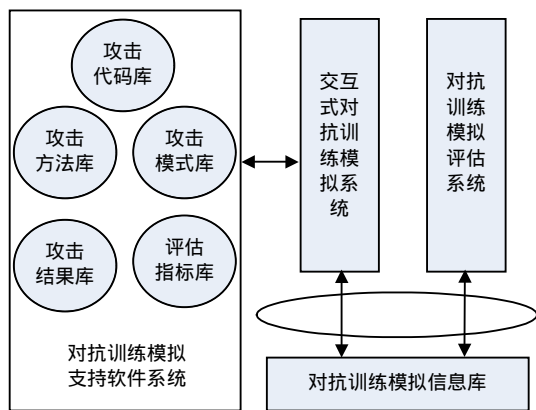 攻击
代码库
攻击
方法库
攻击
模式库
攻击
结果库
评估
指标库
对抗训练模拟
支持软件系统
交互
式对
抗训
练模
拟系
统
对抗
训练
模拟
评估
系统
对抗训练模拟信息库